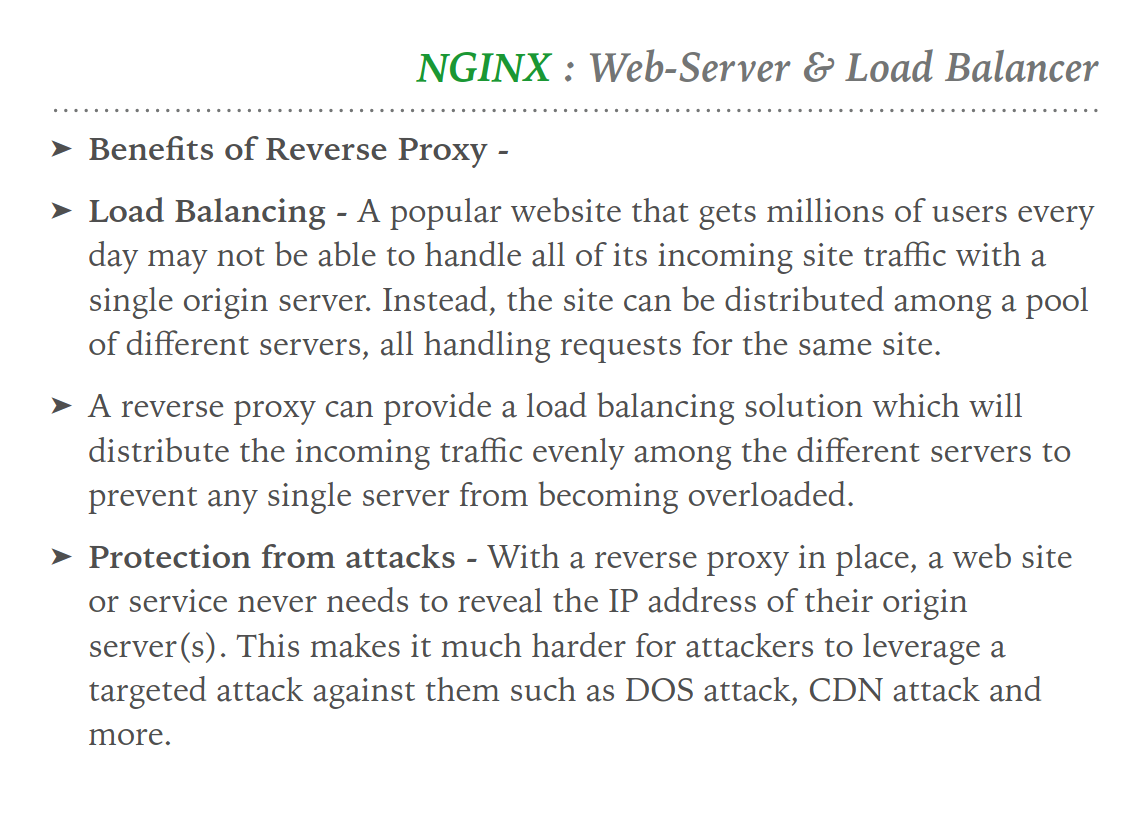 NGINX : Web-Server & Load Balancer
➤ Benefits of Reverse Proxy -
➤ Load Balancing - A popular website that gets millions of users every
day may not be able to handle all of its incoming site traffic with a
single origin server. Instead, the site can be distributed among a pool
of different servers, all handling requests for the same site.
➤ A reverse proxy can provide a load balancing solution which will
distribute the incoming traffic evenly among the different servers to
prevent any single server from becoming overloaded.
➤ Protection from attacks - With a reverse proxy in place, a web site
or service never needs to reveal the IP address of their origin
server(s). This makes it much harder for attackers to leverage a
targeted attack against them such as DOS attack, CDN attack and
more.